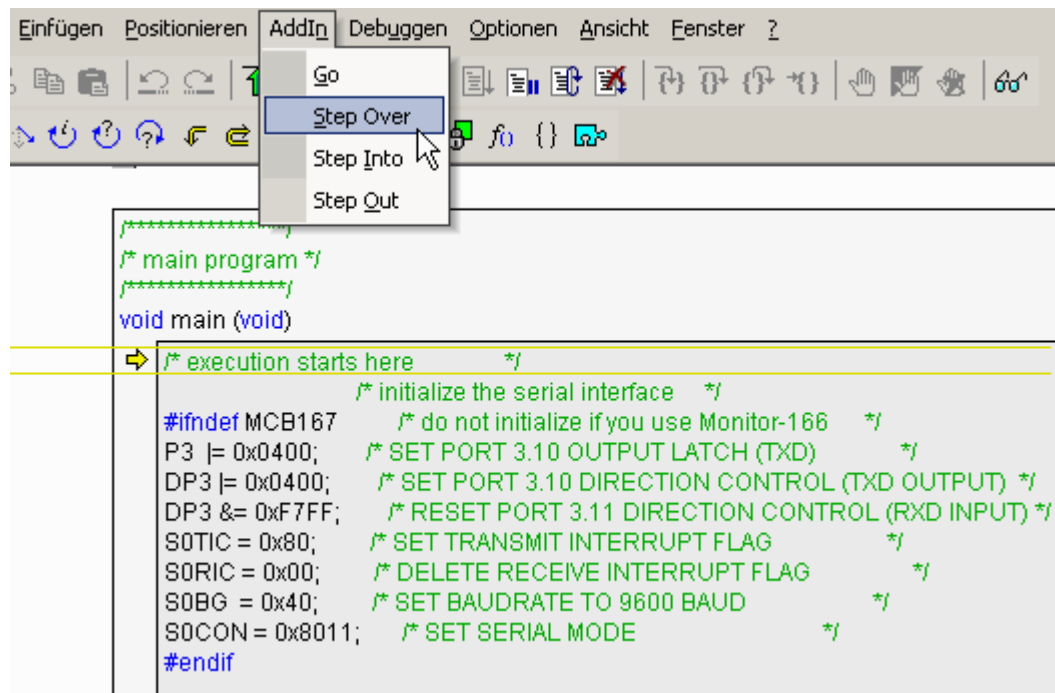 Einfügen Positionieren AddIn Debuggen Optionen Ansicht Fenster ?
Go
Step Over
Step Into
Step Out
f() {}
/*****************/
/* main program */
/*****************/
void main (void)
/* execution starts here */
/* initialize the serial interface */
#ifndef MCB167 /* do not initialize if you use Monitor-166 */
P3 |= 0x0400; /* SET PORT 3.10 OUTPUT LATCH (TXD) */
DP3 |= 0x0400; /* SET PORT 3.10 DIRECTION CONTROL (TXD OUTPUT) */
DP3 &= 0xF7FF; /* RESET PORT 3.11 DIRECTION CONTROL (RXD INPUT) */
S0TIC = 0x80; /* SET TRANSMIT INTERRUPT FLAG */
S0RIC = 0x00; /* DELETE RECEIVE INTERRUPT FLAG */
S0BG = 0x40; /* SET BAUDRATE TO 9600 BAUD */
S0CON = 0x8011; /* SET SERIAL MODE */
#endif